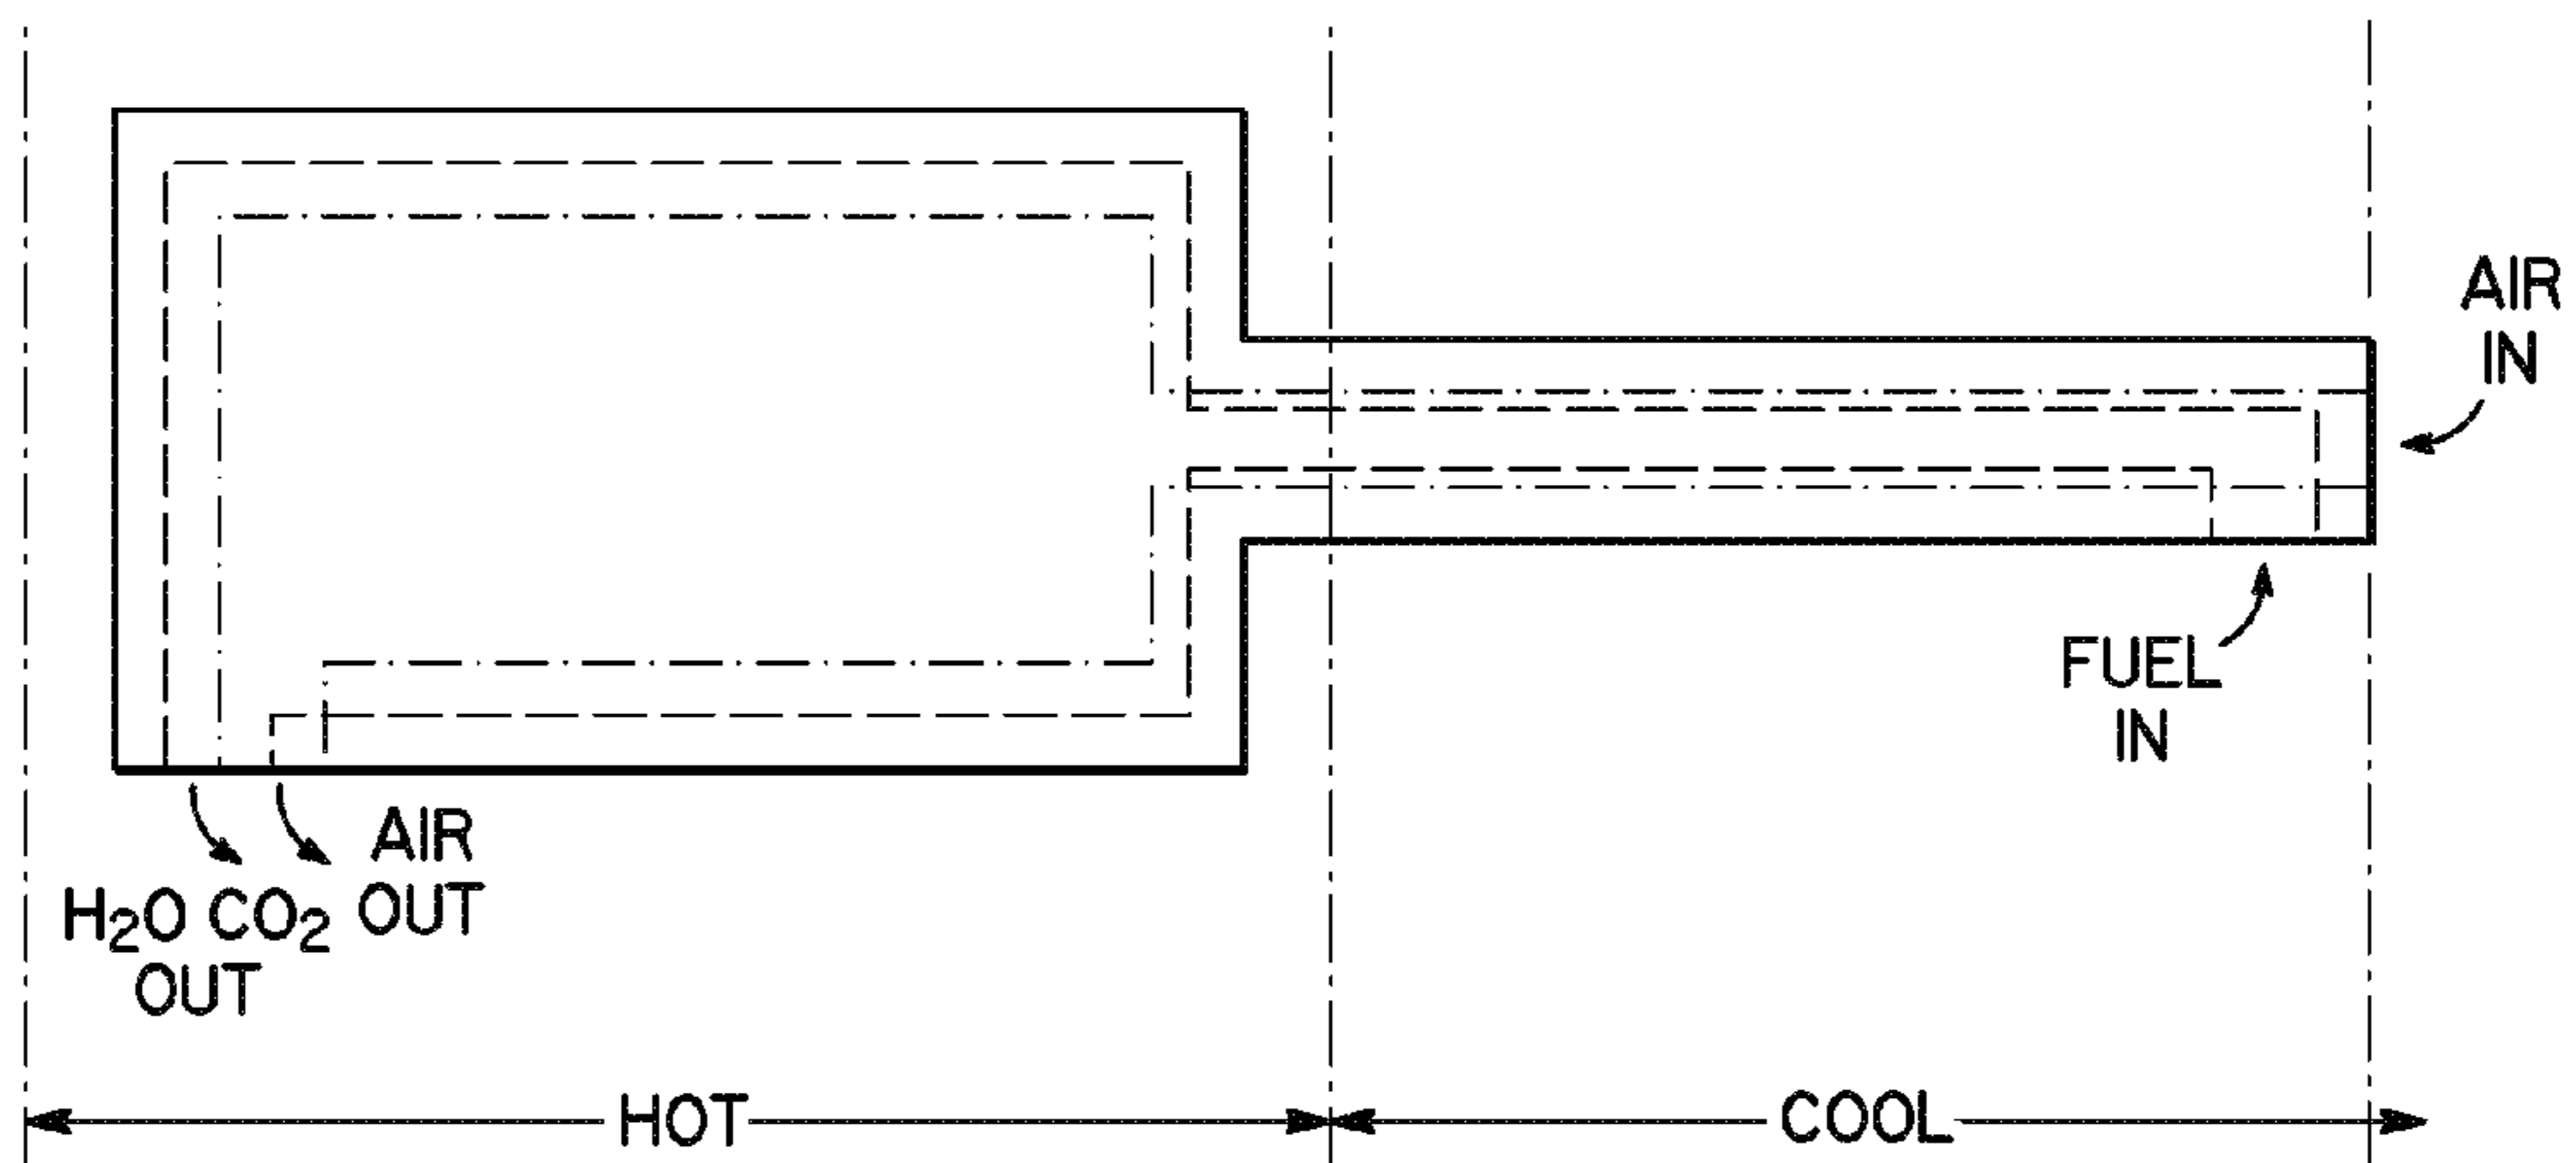 AIR
IN
FUEL
IN
AIR
OUT
H₂O CO₂
OUT
HOT
COOL